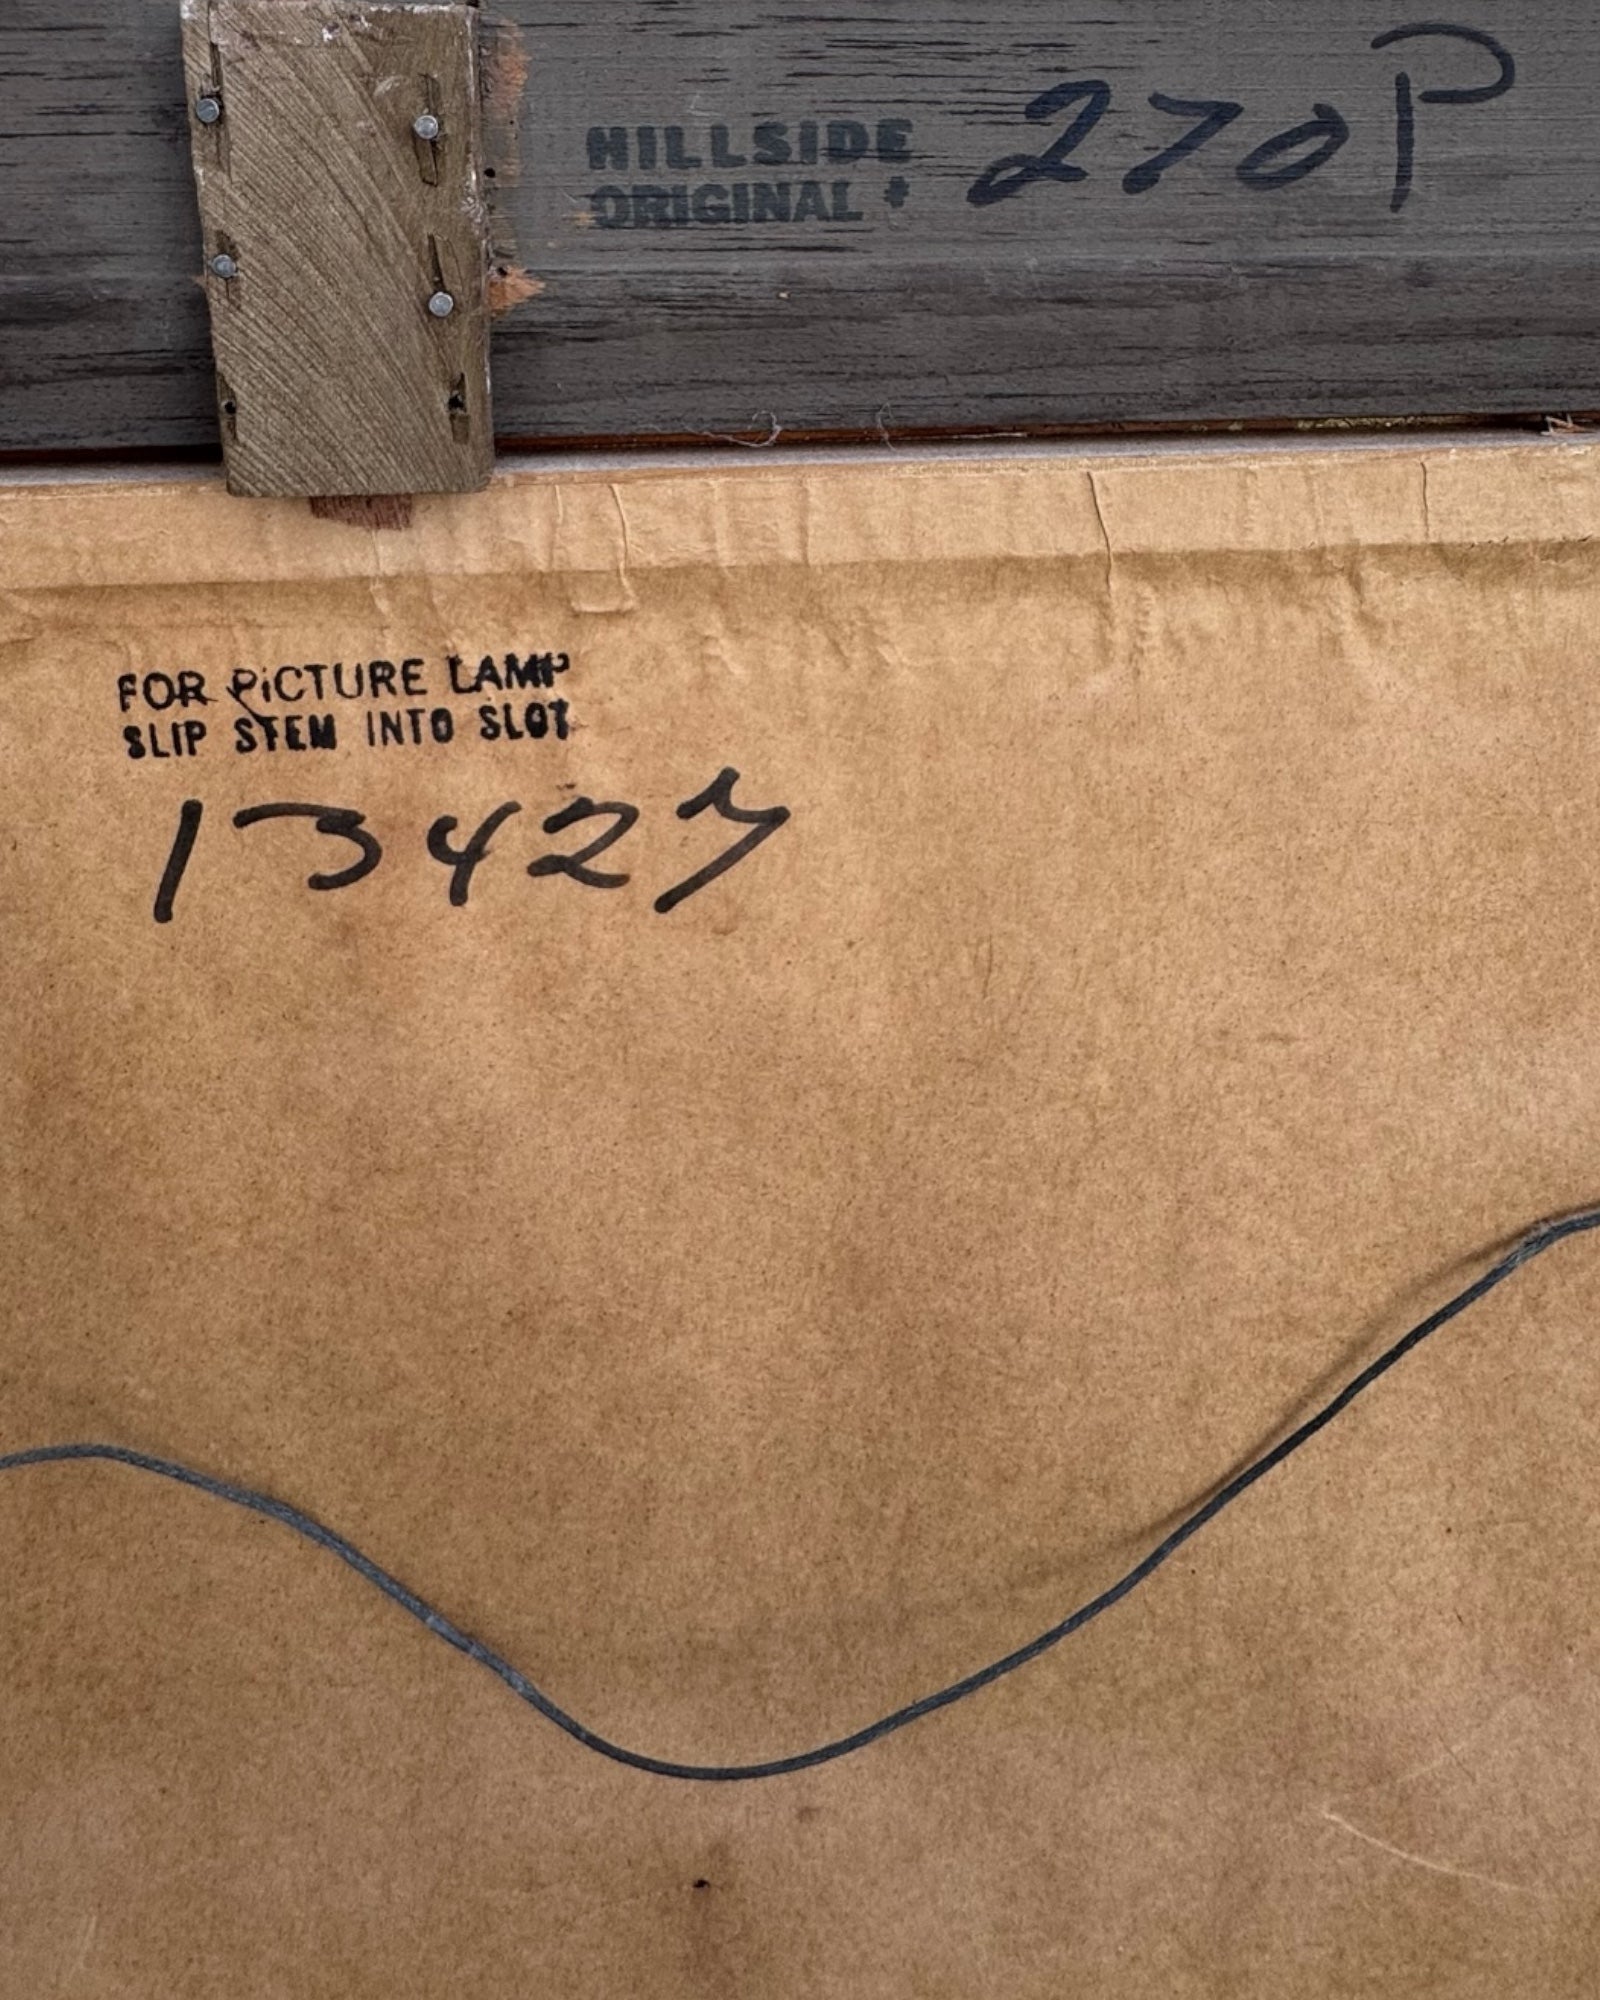 HILLSIDE 270P
ORIGINAL
FOR PiCTURE LAMP
SLIP STEM INTO SLOT
13427